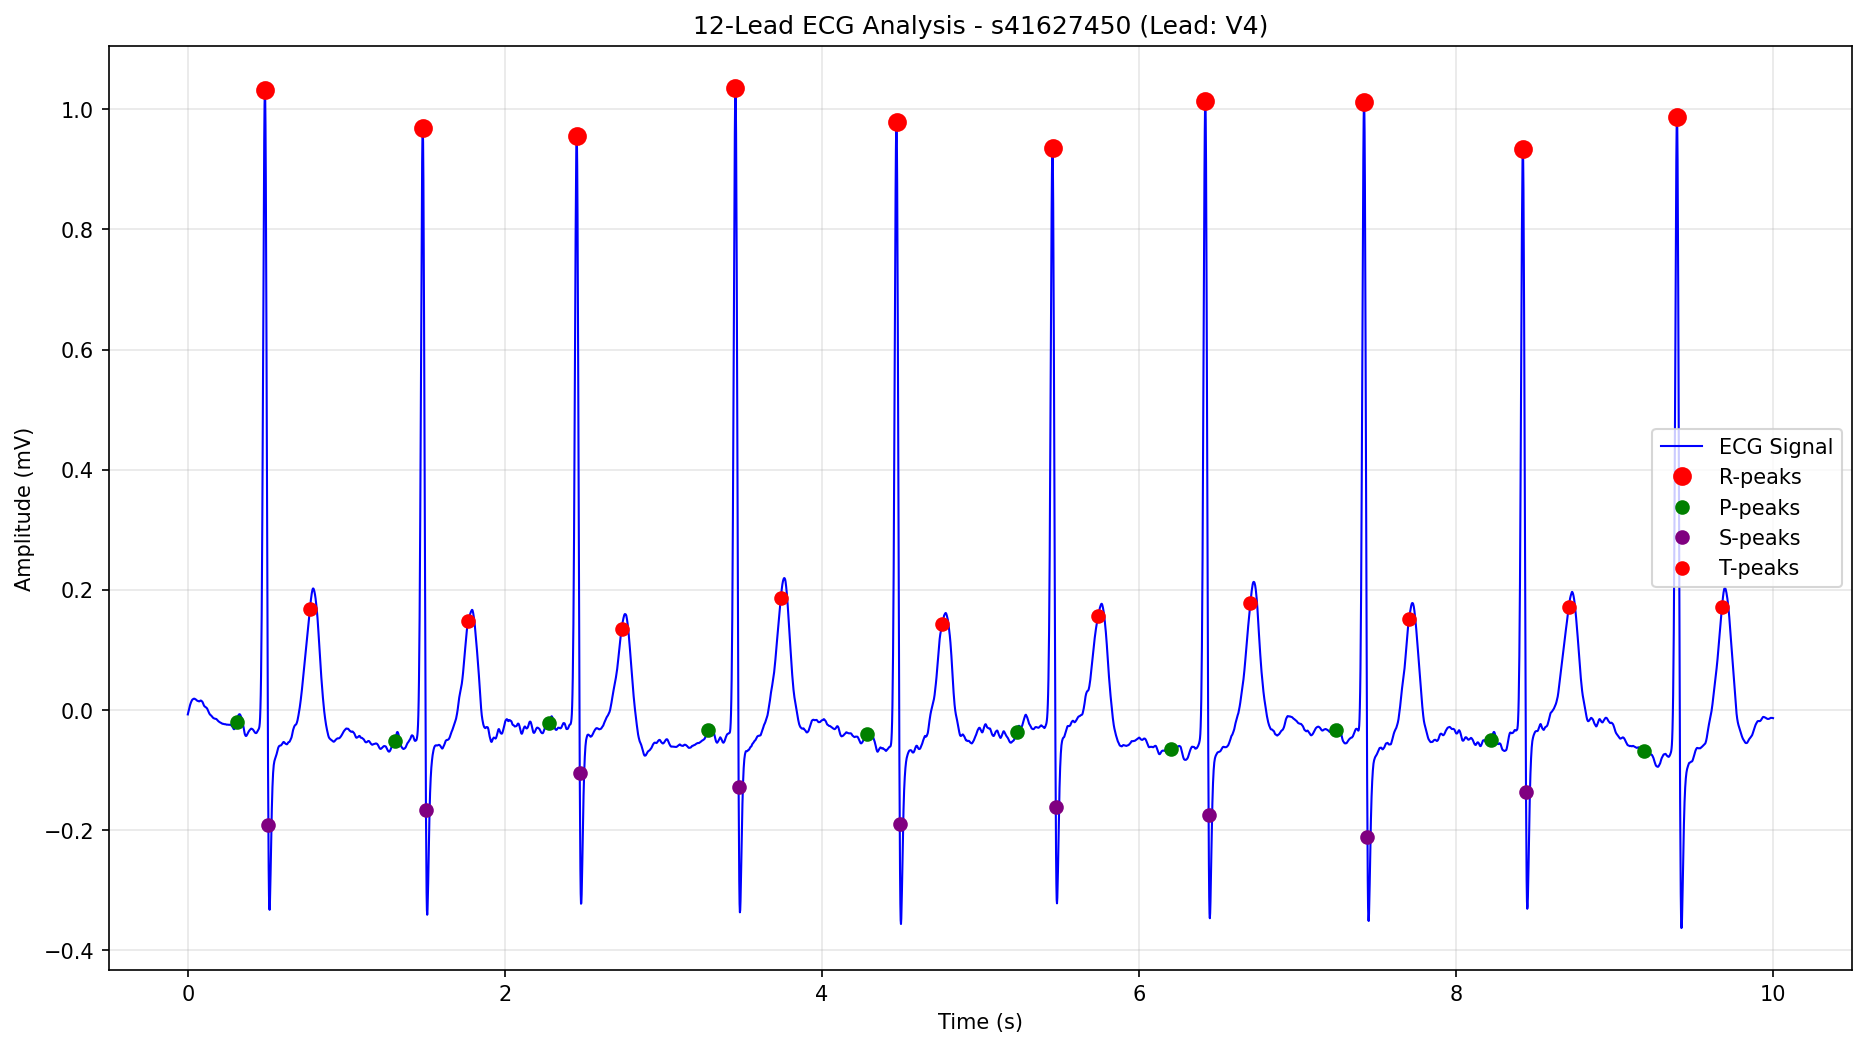 12-Lead ECG Analysis - s41627450 (Lead: V4)
Amplitude (mV)
1.0
0.8
0.6
0.4
0.2
0.0
−0.2
−0.4
ECG Signal
R-peaks
P-peaks
S-peaks
T-peaks
0 2 4 6 8 10
Time (s)